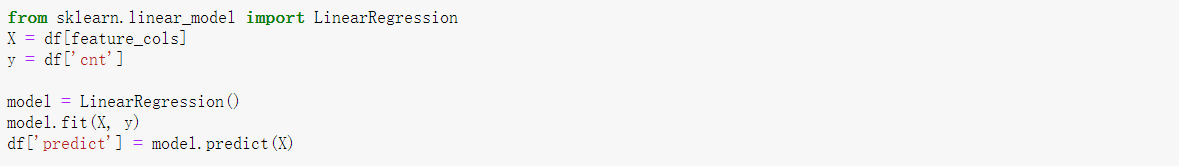 from sklearn.linear_model import LinearRegression
X = df[feature_cols]
y = df['cnt']
model = LinearRegression()
model.fit(X, y)
df['predict'] = model.predict(X)